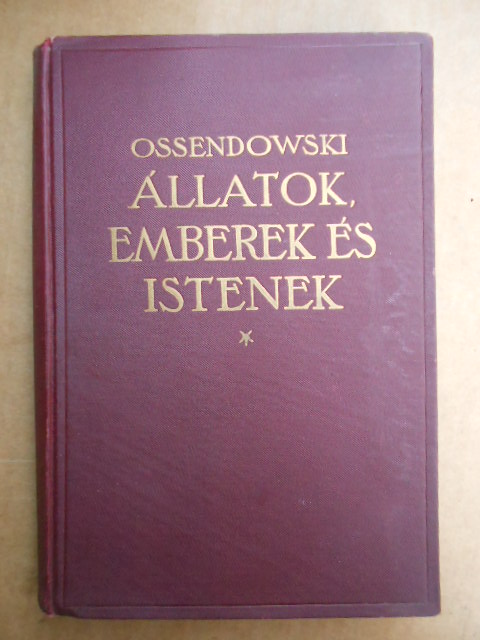 OSSENDOWSKI
ÁLLATOK,
EMBEREK ÉS
ISTENEK